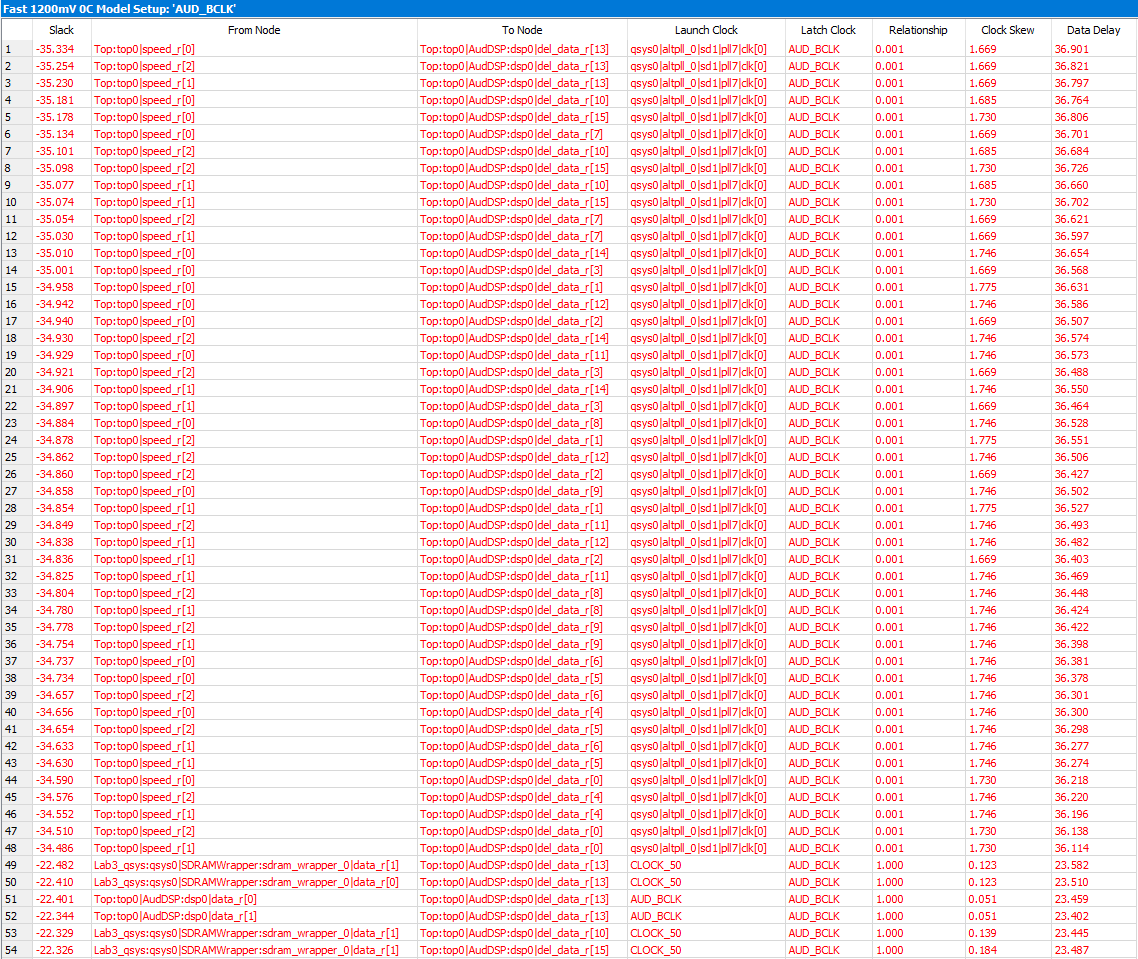 Fast 1200mV 0C Model Setup: 'AUD_BCLK'
Slack From Node To Node Launch Clock Latch Clock Relationship Clock Skew Data Delay
1 -35.334 Top:top0|speed_r[0] Top:top0|AudDSP:dsp0|del_data_r[13] qsys0|altpll_0|sd1|pll7|clk[0] AUD_BCLK 0.001 1.669 36.901
2 -35.254 Top:top0|speed_r[2] Top:top0|AudDSP:dsp0|del_data_r[13] qsys0|altpll_0|sd1|pll7|clk[0] AUD_BCLK 0.001 1.669 36.821
3 -35.230 Top:top0|speed_r[1] Top:top0|AudDSP:dsp0|del_data_r[13] qsys0|altpll_0|sd1|pll7|clk[0] AUD_BCLK 0.001 1.669 36.797
4 -35.181 Top:top0|speed_r[0] Top:top0|AudDSP:dsp0|del_data_r[10] qsys0|altpll_0|sd1|pll7|clk[0] AUD_BCLK 0.001 1.685 36.764
5 -35.178 Top:top0|speed_r[0] Top:top0|AudDSP:dsp0|del_data_r[15] qsys0|altpll_0|sd1|pll7|clk[0] AUD_BCLK 0.001 1.730 36.806
6 -35.134 Top:top0|speed_r[0] Top:top0|AudDSP:dsp0|del_data_r[7] qsys0|altpll_0|sd1|pll7|clk[0] AUD_BCLK 0.001 1.669 36.701
7 -35.101 Top:top0|speed_r[2] Top:top0|AudDSP:dsp0|del_data_r[10] qsys0|altpll_0|sd1|pll7|clk[0] AUD_BCLK 0.001 1.685 36.684
8 -35.098 Top:top0|speed_r[2] Top:top0|AudDSP:dsp0|del_data_r[15] qsys0|altpll_0|sd1|pll7|clk[0] AUD_BCLK 0.001 1.730 36.726
9 -35.077 Top:top0|speed_r[1] Top:top0|AudDSP:dsp0|del_data_r[10] qsys0|altpll_0|sd1|pll7|clk[0] AUD_BCLK 0.001 1.685 36.660
10 -35.074 Top:top0|speed_r[1] Top:top0|AudDSP:dsp0|del_data_r[15] qsys0|altpll_0|sd1|pll7|clk[0] AUD_BCLK 0.001 1.730 36.702
11 -35.054 Top:top0|speed_r[2] Top:top0|AudDSP:dsp0|del_data_r[7] qsys0|altpll_0|sd1|pll7|clk[0] AUD_BCLK 0.001 1.669 36.621
12 -35.030 Top:top0|speed_r[1] Top:top0|AudDSP:dsp0|del_data_r[7] qsys0|altpll_0|sd1|pll7|clk[0] AUD_BCLK 0.001 1.669 36.597
13 -35.010 Top:top0|speed_r[0] Top:top0|AudDSP:dsp0|del_data_r[14] qsys0|altpll_0|sd1|pll7|clk[0] AUD_BCLK 0.001 1.746 36.654
14 -35.001 Top:top0|speed_r[0] Top:top0|AudDSP:dsp0|del_data_r[3] qsys0|altpll_0|sd1|pll7|clk[0] AUD_BCLK 0.001 1.669 36.568
15 -34.958 Top:top0|speed_r[0] Top:top0|AudDSP:dsp0|del_data_r[1] qsys0|altpll_0|sd1|pll7|clk[0] AUD_BCLK 0.001 1.775 36.631
16 -34.942 Top:top0|speed_r[0] Top:top0|AudDSP:dsp0|del_data_r[12] qsys0|altpll_0|sd1|pll7|clk[0] AUD_BCLK 0.001 1.746 36.586
17 -34.940 Top:top0|speed_r[0] Top:top0|AudDSP:dsp0|del_data_r[2] qsys0|altpll_0|sd1|pll7|clk[0] AUD_BCLK 0.001 1.669 36.507
18 -34.930 Top:top0|speed_r[2] Top:top0|AudDSP:dsp0|del_data_r[14] qsys0|altpll_0|sd1|pll7|clk[0] AUD_BCLK 0.001 1.746 36.574
19 -34.929 Top:top0|speed_r[0] Top:top0|AudDSP:dsp0|del_data_r[11] qsys0|altpll_0|sd1|pll7|clk[0] AUD_BCLK 0.001 1.746 36.573
20 -34.921 Top:top0|speed_r[2] Top:top0|AudDSP:dsp0|del_data_r[3] qsys0|altpll_0|sd1|pll7|clk[0] AUD_BCLK 0.001 1.669 36.488
21 -34.906 Top:top0|speed_r[1] Top:top0|AudDSP:dsp0|del_data_r[14] qsys0|altpll_0|sd1|pll7|clk[0] AUD_BCLK 0.001 1.746 36.550
22 -34.897 Top:top0|speed_r[1] Top:top0|AudDSP:dsp0|del_data_r[3] qsys0|altpll_0|sd1|pll7|clk[0] AUD_BCLK 0.001 1.669 36.464
23 -34.884 Top:top0|speed_r[0] Top:top0|AudDSP:dsp0|del_data_r[8] qsys0|altpll_0|sd1|pll7|clk[0] AUD_BCLK 0.001 1.746 36.528
24 -34.878 Top:top0|speed_r[2] Top:top0|AudDSP:dsp0|del_data_r[1] qsys0|altpll_0|sd1|pll7|clk[0] AUD_BCLK 0.001 1.775 36.551
25 -34.862 Top:top0|speed_r[2] Top:top0|AudDSP:dsp0|del_data_r[12] qsys0|altpll_0|sd1|pll7|clk[0] AUD_BCLK 0.001 1.746 36.506
26 -34.860 Top:top0|speed_r[2] Top:top0|AudDSP:dsp0|del_data_r[2] qsys0|altpll_0|sd1|pll7|clk[0] AUD_BCLK 0.001 1.669 36.427
27 -34.858 Top:top0|speed_r[0] Top:top0|AudDSP:dsp0|del_data_r[9] qsys0|altpll_0|sd1|pll7|clk[0] AUD_BCLK 0.001 1.746 36.502
28 -34.854 Top:top0|speed_r[1] Top:top0|AudDSP:dsp0|del_data_r[1] qsys0|altpll_0|sd1|pll7|clk[0] AUD_BCLK 0.001 1.775 36.527
29 -34.849 Top:top0|speed_r[2] Top:top0|AudDSP:dsp0|del_data_r[11] qsys0|altpll_0|sd1|pll7|clk[0] AUD_BCLK 0.001 1.746 36.493
30 -34.838 Top:top0|speed_r[1] Top:top0|AudDSP:dsp0|del_data_r[12] qsys0|altpll_0|sd1|pll7|clk[0] AUD_BCLK 0.001 1.746 36.482
31 -34.836 Top:top0|speed_r[1] Top:top0|AudDSP:dsp0|del_data_r[2] qsys0|altpll_0|sd1|pll7|clk[0] AUD_BCLK 0.001 1.669 36.403
32 -34.825 Top:top0|speed_r[1] Top:top0|AudDSP:dsp0|del_data_r[11] qsys0|altpll_0|sd1|pll7|clk[0] AUD_BCLK 0.001 1.746 36.469
33 -34.804 Top:top0|speed_r[2] Top:top0|AudDSP:dsp0|del_data_r[8] qsys0|altpll_0|sd1|pll7|clk[0] AUD_BCLK 0.001 1.746 36.448
34 -34.780 Top:top0|speed_r[1] Top:top0|AudDSP:dsp0|del_data_r[8] qsys0|altpll_0|sd1|pll7|clk[0] AUD_BCLK 0.001 1.746 36.424
35 -34.778 Top:top0|speed_r[2] Top:top0|AudDSP:dsp0|del_data_r[9] qsys0|altpll_0|sd1|pll7|clk[0] AUD_BCLK 0.001 1.746 36.422
36 -34.754 Top:top0|speed_r[1] Top:top0|AudDSP:dsp0|del_data_r[9] qsys0|altpll_0|sd1|pll7|clk[0] AUD_BCLK 0.001 1.746 36.398
37 -34.737 Top:top0|speed_r[0] Top:top0|AudDSP:dsp0|del_data_r[6] qsys0|altpll_0|sd1|pll7|clk[0] AUD_BCLK 0.001 1.746 36.381
38 -34.734 Top:top0|speed_r[0] Top:top0|AudDSP:dsp0|del_data_r[5] qsys0|altpll_0|sd1|pll7|clk[0] AUD_BCLK 0.001 1.746 36.378
39 -34.657 Top:top0|speed_r[2] Top:top0|AudDSP:dsp0|del_data_r[6] qsys0|altpll_0|sd1|pll7|clk[0] AUD_BCLK 0.001 1.746 36.301
40 -34.656 Top:top0|speed_r[0] Top:top0|AudDSP:dsp0|del_data_r[4] qsys0|altpll_0|sd1|pll7|clk[0] AUD_BCLK 0.001 1.746 36.300
41 -34.654 Top:top0|speed_r[2] Top:top0|AudDSP:dsp0|del_data_r[5] qsys0|altpll_0|sd1|pll7|clk[0] AUD_BCLK 0.001 1.746 36.298
42 -34.633 Top:top0|speed_r[1] Top:top0|AudDSP:dsp0|del_data_r[6] qsys0|altpll_0|sd1|pll7|clk[0] AUD_BCLK 0.001 1.746 36.277
43 -34.630 Top:top0|speed_r[1] Top:top0|AudDSP:dsp0|del_data_r[5] qsys0|altpll_0|sd1|pll7|clk[0] AUD_BCLK 0.001 1.746 36.274
44 -34.590 Top:top0|speed_r[0] Top:top0|AudDSP:dsp0|del_data_r[0] qsys0|altpll_0|sd1|pll7|clk[0] AUD_BCLK 0.001 1.730 36.218
45 -34.576 Top:top0|speed_r[2] Top:top0|AudDSP:dsp0|del_data_r[4] qsys0|altpll_0|sd1|pll7|clk[0] AUD_BCLK 0.001 1.746 36.220
46 -34.552 Top:top0|speed_r[1] Top:top0|AudDSP:dsp0|del_data_r[4] qsys0|altpll_0|sd1|pll7|clk[0] AUD_BCLK 0.001 1.746 36.196
47 -34.510 Top:top0|speed_r[2] Top:top0|AudDSP:dsp0|del_data_r[0] qsys0|altpll_0|sd1|pll7|clk[0] AUD_BCLK 0.001 1.730 36.138
48 -34.486 Top:top0|speed_r[1] Top:top0|AudDSP:dsp0|del_data_r[0] qsys0|altpll_0|sd1|pll7|clk[0] AUD_BCLK 0.001 1.730 36.114
49 -22.482 Lab3_qsys:qsys0|SDRAMWrapper:sdram_wrapper_0|data_r[1] Top:top0|AudDSP:dsp0|del_data_r[13] CLOCK_50 AUD_BCLK 1.000 0.123 23.582
50 -22.410 Lab3_qsys:qsys0|SDRAMWrapper:sdram_wrapper_0|data_r[0] Top:top0|AudDSP:dsp0|del_data_r[13] CLOCK_50 AUD_BCLK 1.000 0.123 23.510
51 -22.401 Top:top0|AudDSP:dsp0|data_r[0] Top:top0|AudDSP:dsp0|del_data_r[13] AUD_BCLK AUD_BCLK 1.000 0.051 23.459
52 -22.344 Top:top0|AudDSP:dsp0|data_r[1] Top:top0|AudDSP:dsp0|del_data_r[13] AUD_BCLK AUD_BCLK 1.000 0.051 23.402
53 -22.329 Lab3_qsys:qsys0|SDRAMWrapper:sdram_wrapper_0|data_r[1] Top:top0|AudDSP:dsp0|del_data_r[10] CLOCK_50 AUD_BCLK 1.000 0.139 23.445
54 -22.326 Lab3_qsys:qsys0|SDRAMWrapper:sdram_wrapper_0|data_r[1] Top:top0|AudDSP:dsp0|del_data_r[15] CLOCK_50 AUD_BCLK 1.000 0.184 23.487